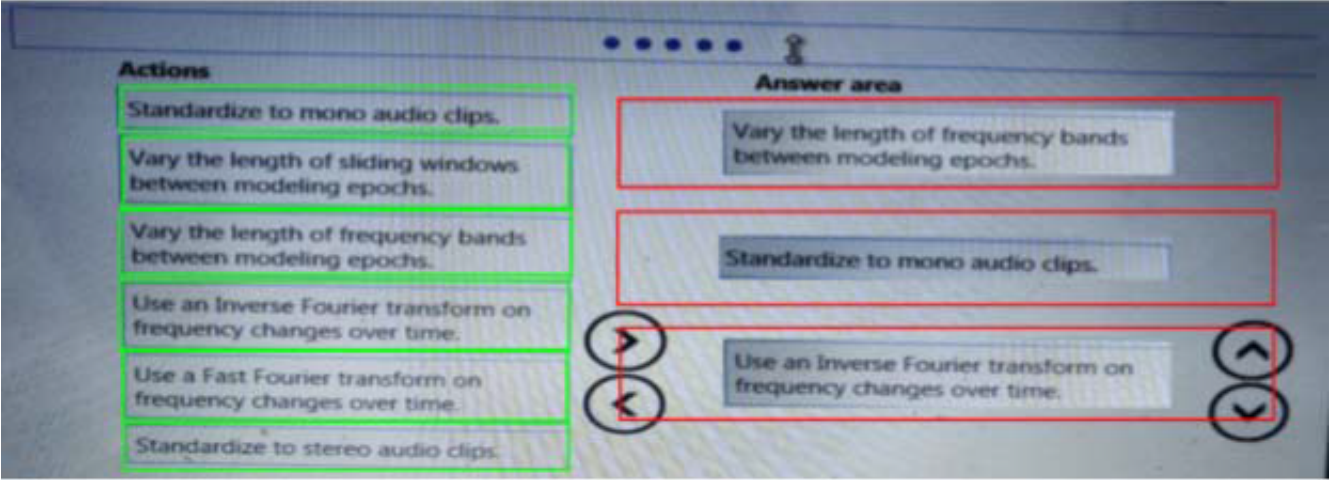 Actions
Standardize to mono audio clips.
Vary the length of sliding windows
between modeling epochs.
Vary the length of frequency bands
between modeling epochs.
Use an Inverse Fourier transform on
frequency changes over time.
Use a Fast Fourier transform on
frequency changes over time.
Standardize to stereo audio clips.
Answer area
Vary the length of frequency bands
between modeling epochs.
Standardize to mono audio clips.
Use an Inverse Fourier transform on
frequency changes over time.